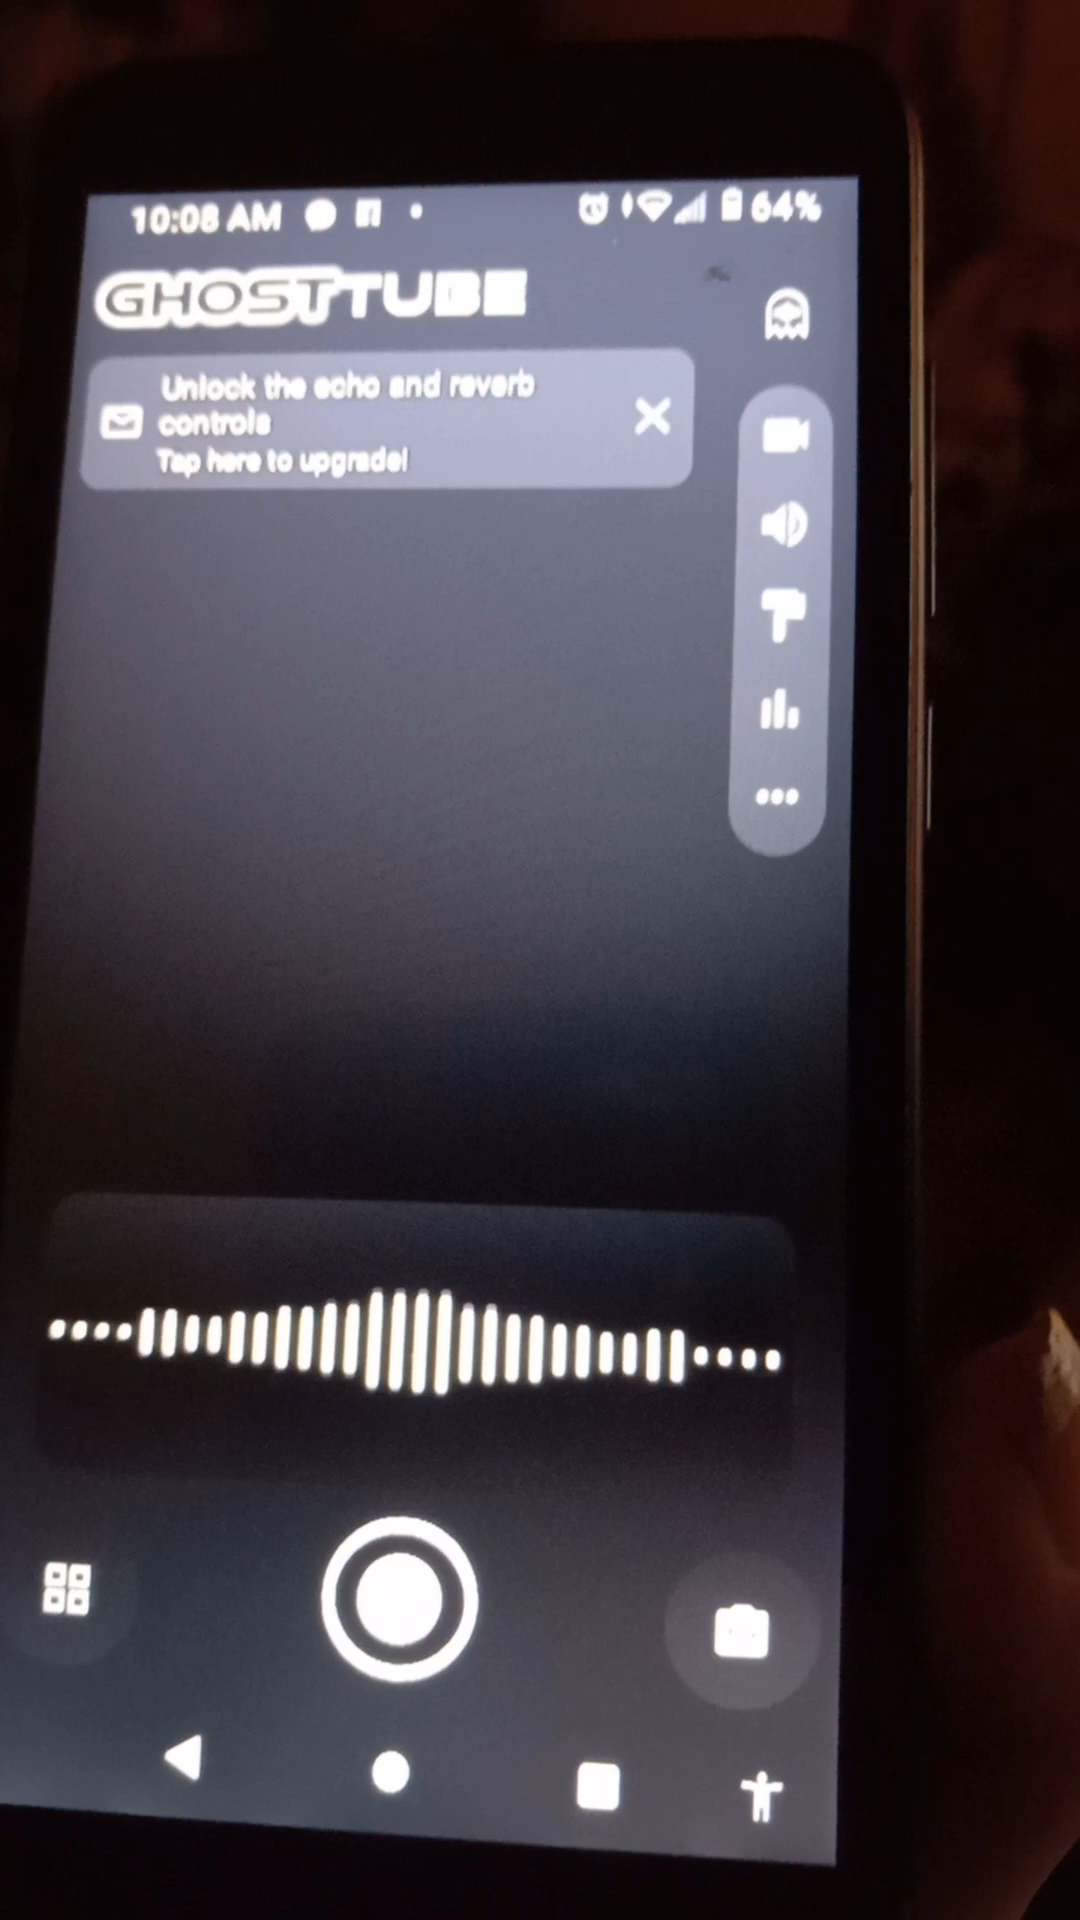 10:08 AM
64%
GHOSTTUBE
Unlock the echo and reverb
controls
Tap here to upgrade!